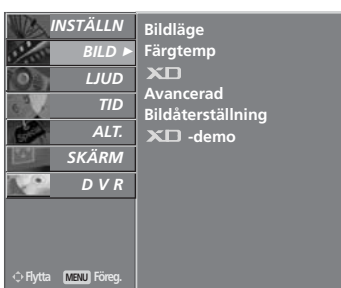 INSTÄLLN
BILD ►
LJUD
TID
ALT.
SKÄRM
D V R
Bildläge
Färgtemp
XD
Avancerad
Bildåterställning
XD -demo
Flytta MENU Föreg.